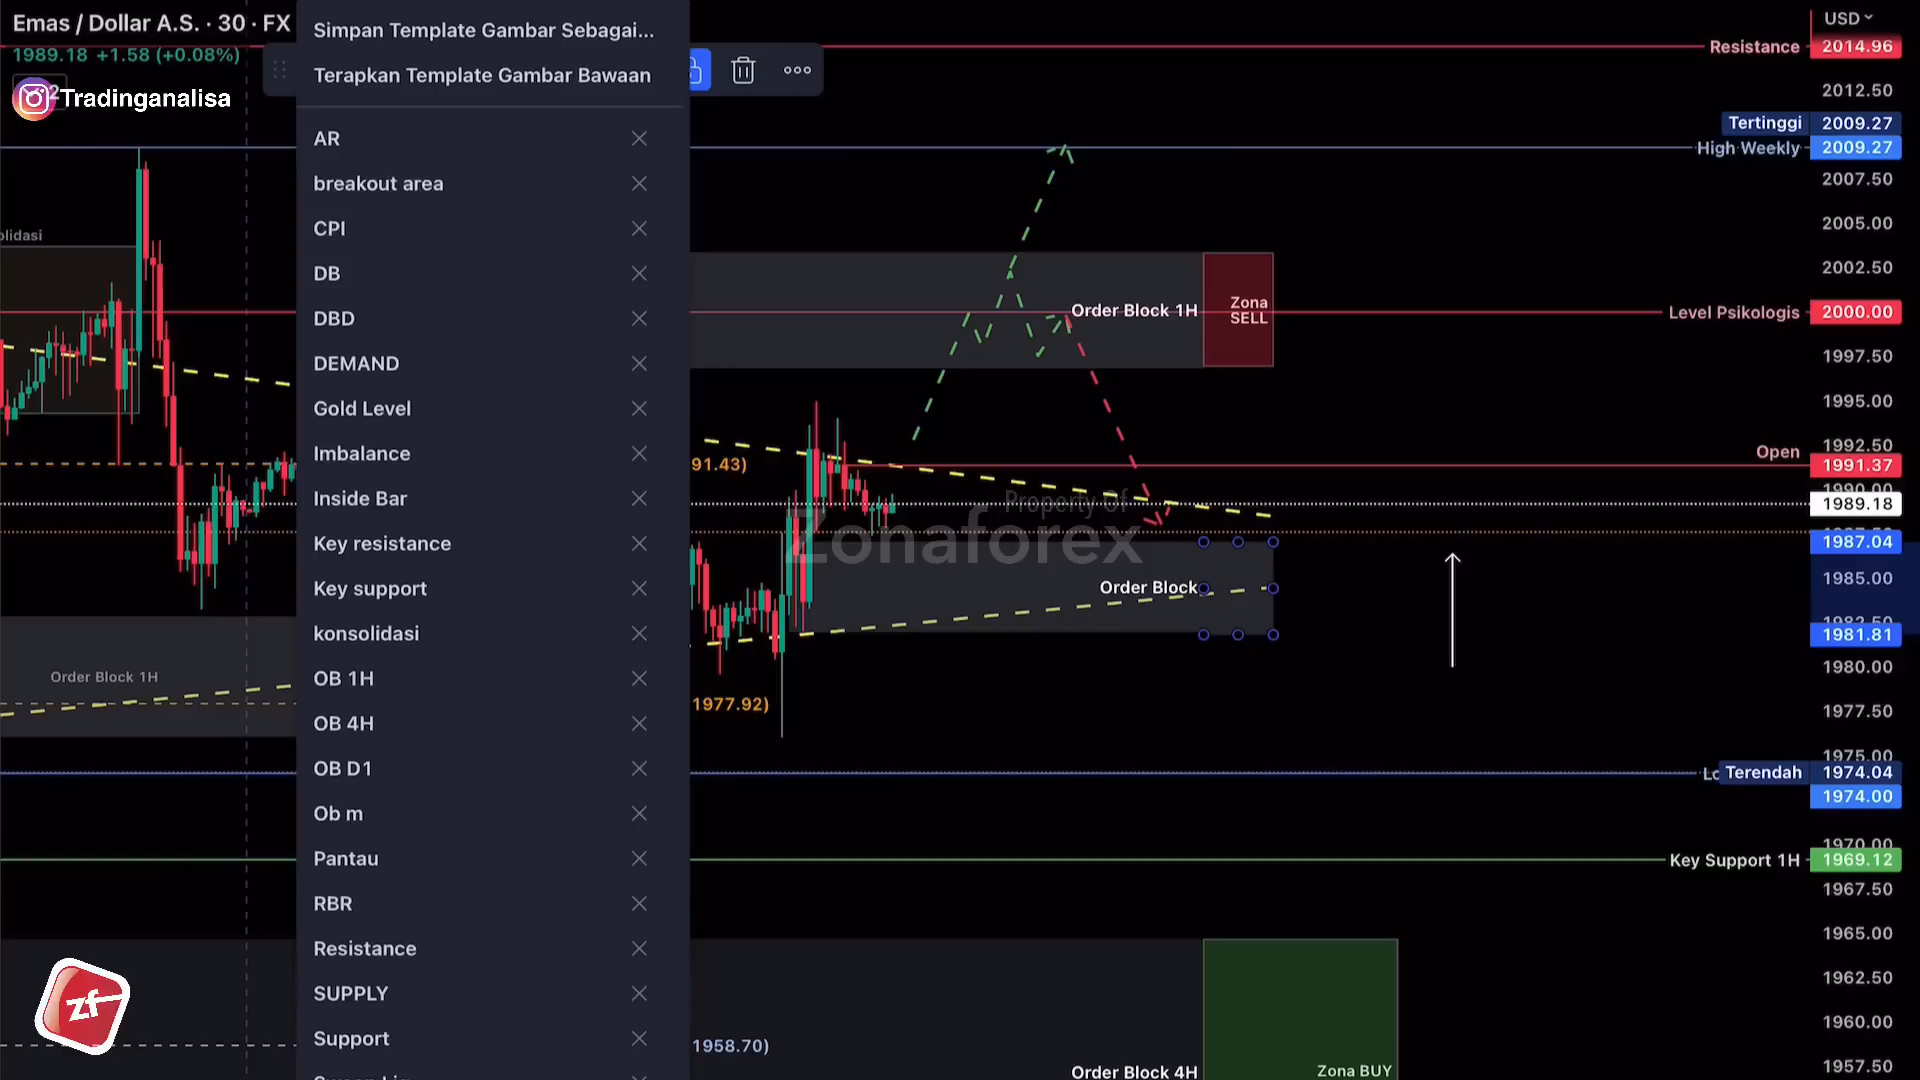 Emas / Dollar A.S. · 30 · FX
1989.18 +1.58 (+0.08%)
Tradinganalisa
Simpan Template Gambar Sebagai...
Terapkan Template Gambar Bawaan
AR
breakout area
CPI
DB
DBD
DEMAND
Gold Level
Imbalance
Inside Bar
Key resistance
Key support
konsolidasi
OB 1H
OB 4H
OB D1
Ob m
Pantau
RBR
Resistance
SUPPLY
Support
olidasi
Order Block 1H
zf
Order Block 1H
Zona
SELL
91.43)
Property Of
Zonaforex
Order Block
1977.92)
1958.70)
Order Block 4H
Zona BUY
USD
Resistance 2014.96
2012.50
Tertinggi 2009.27
High Weekly 2009.27
2007.50
2005.00
2002.50
Level Psikologis 2000.00
1997.50
1995.00
1992.50
Open 1991.37
1990.00
1989.18
1987.04
1985.00
1982.50
1981.81
1980.00
1977.50
1975.00
Terendah 1974.04
1974.00
1970.00
Key Support 1H 1969.12
1967.50
1965.00
1962.50
1960.00
1957.50